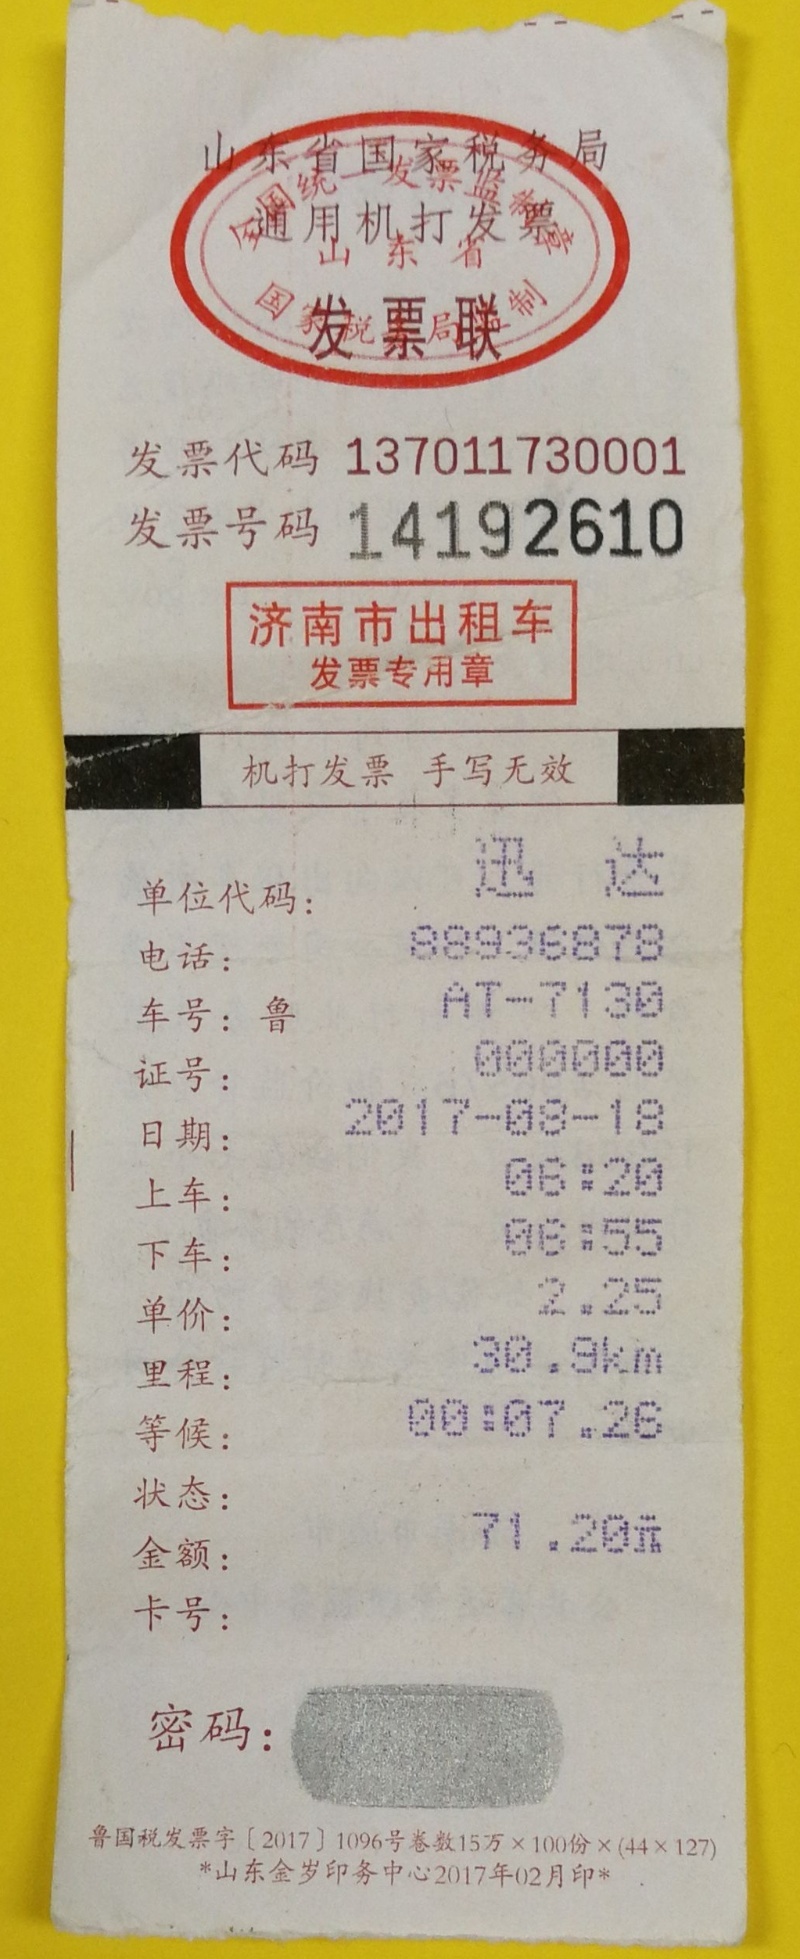 山东省国家税务局
全国统一发票监制章
通用机打发票
山东省
国家税务局监制
发票联
发票代码 137011730001
发票号码 14192610
济南市出租车
发票专用章
机打发票 手写无效
单位代码: 迅达
电话: 88936878
车号: 鲁 AT-7130
证号: 000000
日期: 2017-08-18
上车: 06:20
下车: 06:55
单价: 2.25
里程: 30.9km
等候: 00:07.26
状态:
金额: 71.20元
卡号:
密码:
鲁国税发票字〔2017〕1096号卷数15万×100份×(44×127)
*山东金岁印务中心2017年02月印*